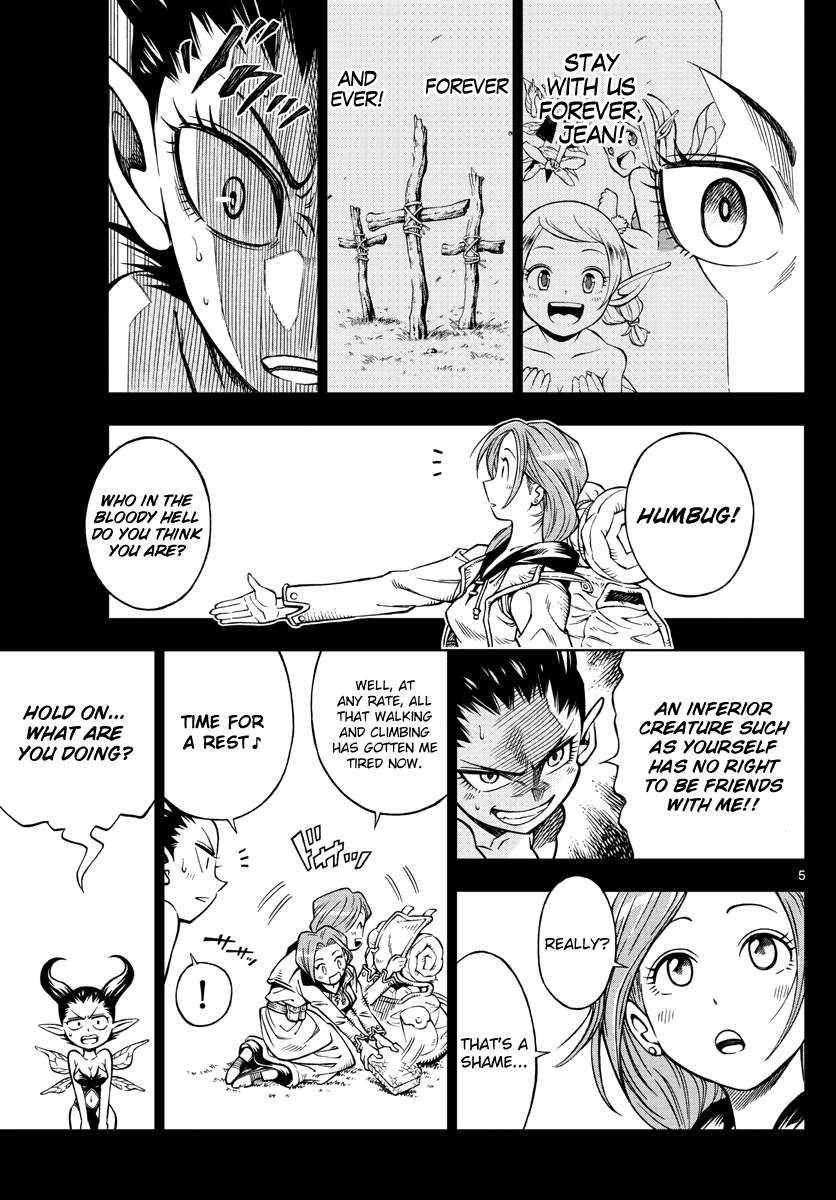 STAY
WITH US
FOREVER,
JEAN!
FOREVER
AND
EVER!
HUMBUG!
WHO IN THE
BLOODY HELL
DO YOU THINK
YOU ARE?
AN INFERIOR
CREATURE SUCH
AS YOURSELF
HAS NO RIGHT
TO BE FRIENDS
WITH ME!!
5
REALLY?
THAT'S A
SHAME...
WELL, AT
ANY RATE, ALL
THAT WALKING
AND CLIMBING
HAS GOTTEN ME
TIRED NOW.
TIME FOR
A REST♪
!
HOLD ON...
WHAT ARE
YOU DOING?